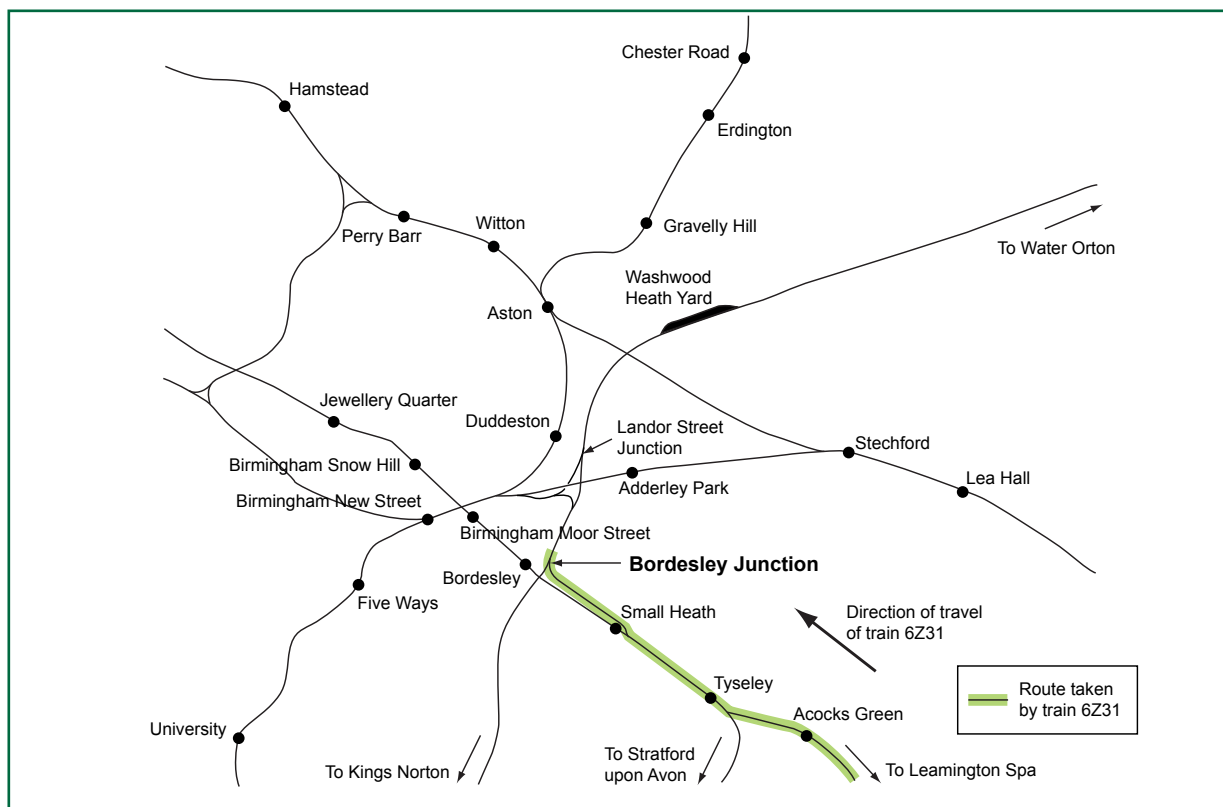 Chester Road
Hamstead
Erdington
Gravelly Hill
Perry Barr
Witton
To Water Orton
Washwood
Heath Yard
Aston
Jewellery Quarter
Duddeston
Landor Street
Junction
Stechford
Birmingham Snow Hill
Lea Hall
Adderley Park
Birmingham New Street
Birmingham Moor Street
Bordesley
Bordesley Junction
Five Ways
Small Heath
Direction of travel
of train 6Z31
Tyseley
Route taken
by train 6Z31
Acocks Green
University
To Kings Norton
To Stratford
upon Avon
To Leamington Spa